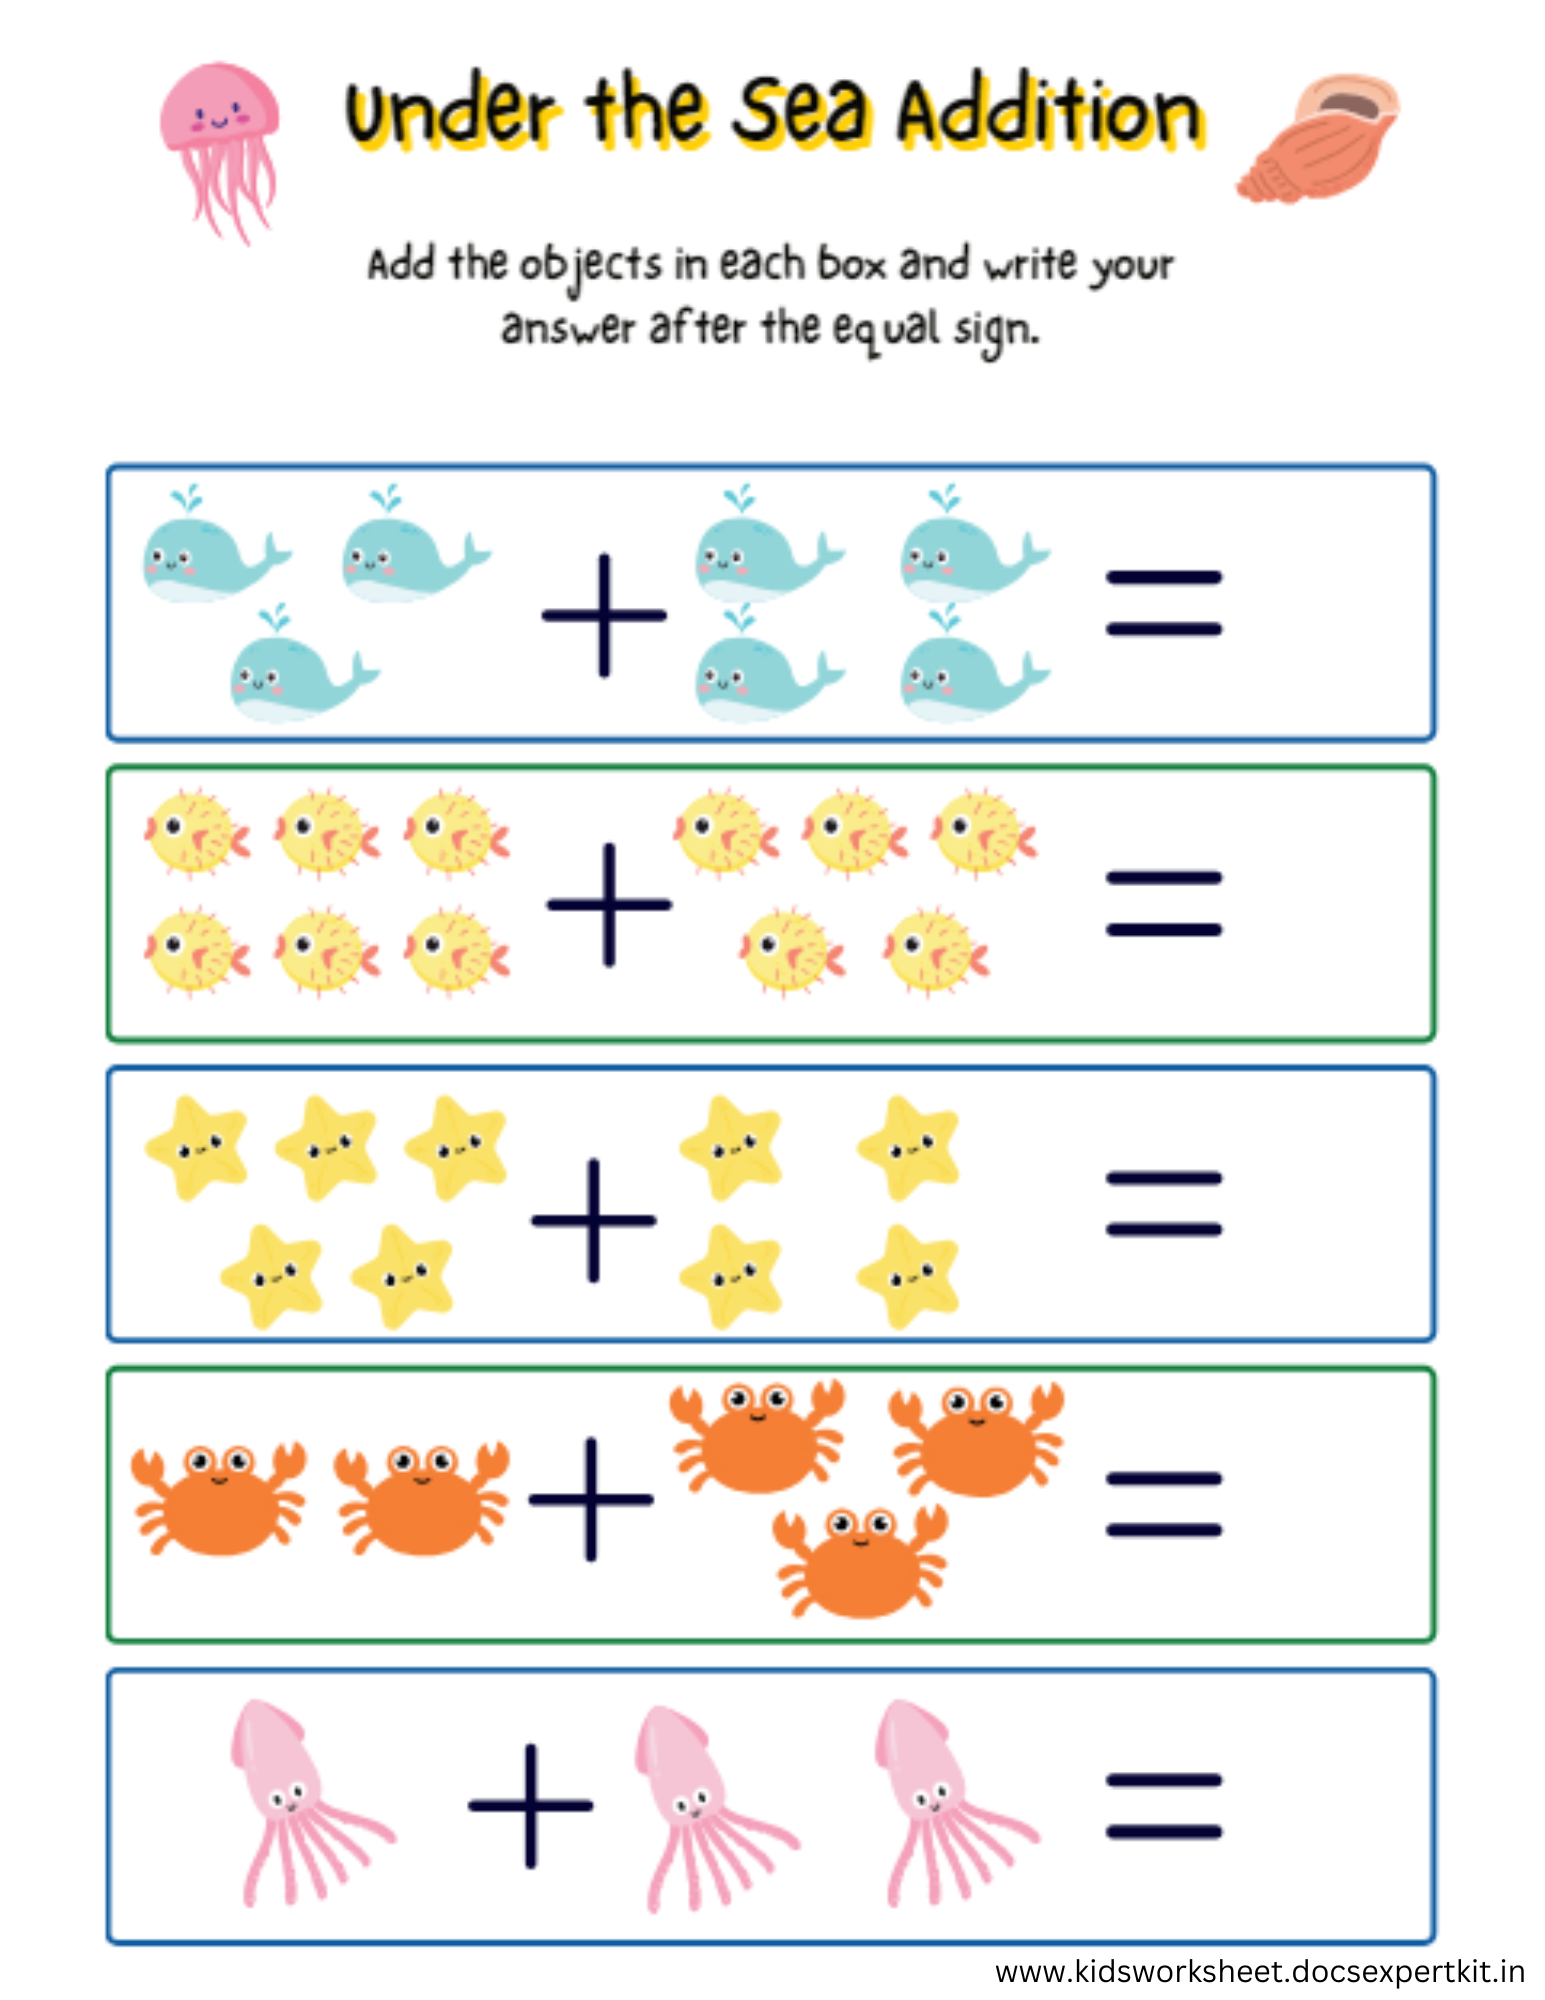 Under the Sea Addition
Add the objects in each box and write your
answer after the equal sign.
+ =
+ =
+ =
+ =
+ =
www.kidsworksheet.docsexpertkit.in